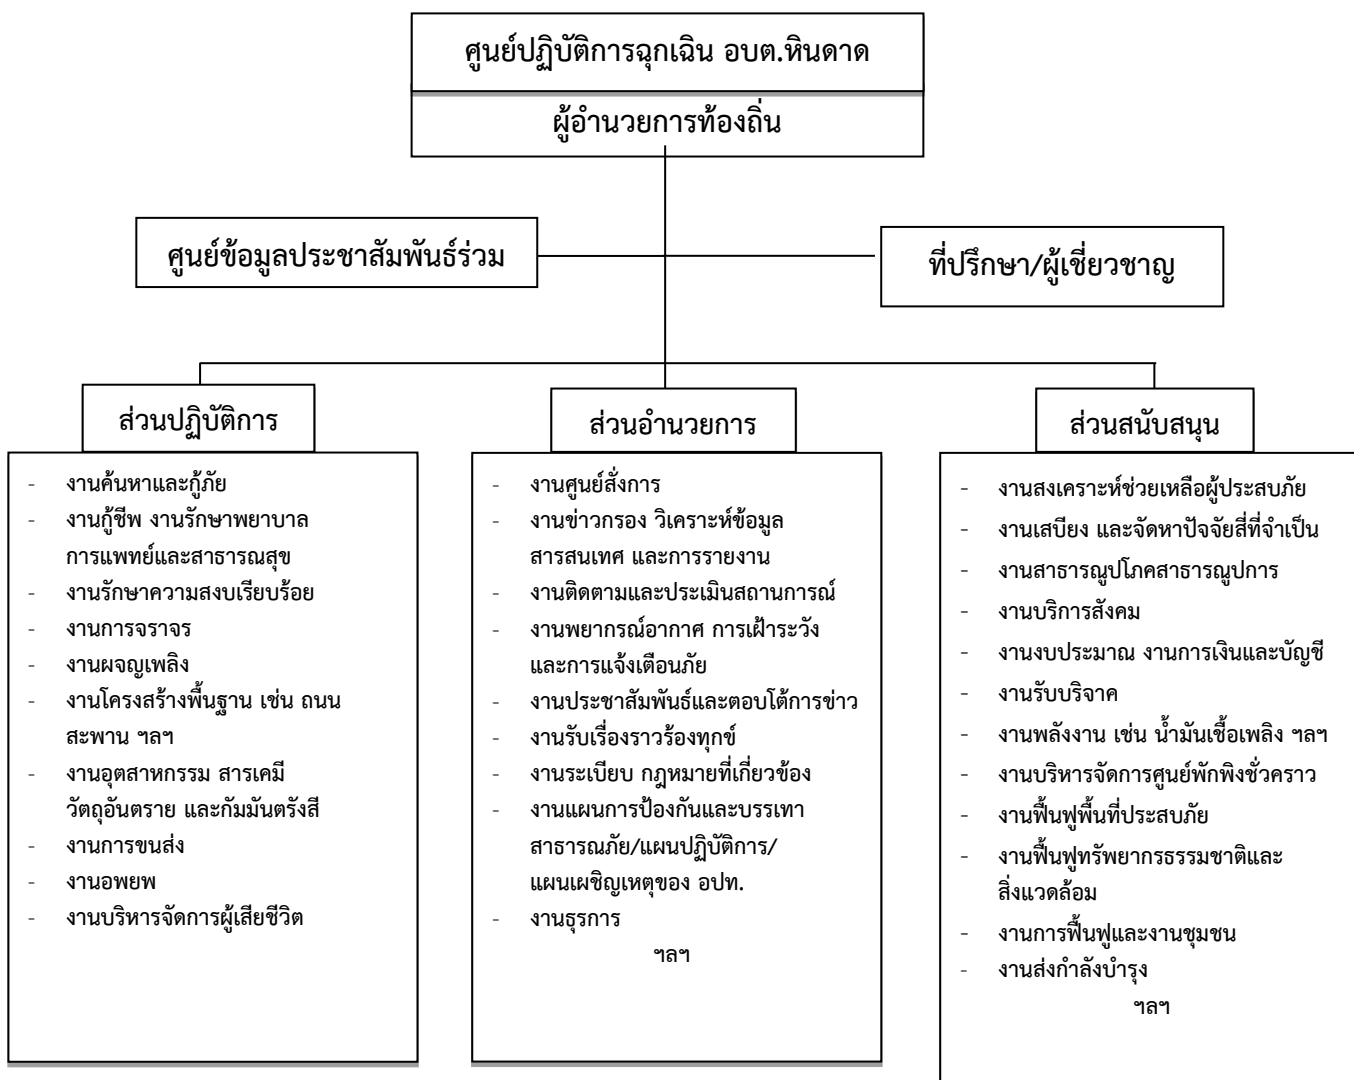 ศูนย์ปฏิบัติการฉุกเฉิน อบต.หินดาด
ผู้อำนวยการท้องถิ่น
ศูนย์ข้อมูลประชาสัมพันธ์ร่วม
ที่ปรึกษา/ผู้เชี่ยวชาญ
ส่วนปฏิบัติการ
- งานค้นหาและกู้ภัย
- งานกู้ชีพ งานรักษาพยาบาล
การแพทย์และสาธารณสุข
- งานรักษาความสงบเรียบร้อย
- งานการจราจร
- งานผจญเพลิง
- งานโครงสร้างพื้นฐาน เช่น ถนน
สะพาน ฯลฯ
- งานอุตสาหกรรม สารเคมี
วัตถุอันตราย และกัมมันตรังสี
- งานการขนส่ง
- งานอพยพ
- งานบริหารจัดการผู้เสียชีวิต
ส่วนอำนวยการ
- งานศูนย์สั่งการ
- งานข่าวกรอง วิเคราะห์ข้อมูล
สารสนเทศ และการรายงาน
- งานติดตามและประเมินสถานการณ์
- งานพยากรณ์อากาศ การเฝ้าระวัง
และการแจ้งเตือนภัย
- งานประชาสัมพันธ์และตอบโต้การข่าว
- งานรับเรื่องราวร้องทุกข์
- งานระเบียบ กฎหมายที่เกี่ยวข้อง
- งานแผนการป้องกันและบรรเทา
สาธารณภัย/แผนปฏิบัติการ/
แผนเผชิญเหตุของ อปท.
- งานธุรการ
ฯลฯ
ส่วนสนับสนุน
- งานสงเคราะห์ช่วยเหลือผู้ประสบภัย
- งานเสบียง และจัดหาปัจจัยสี่ที่จำเป็น
- งานสาธารณูปโภคสาธารณูปการ
- งานบริการสังคม
- งานงบประมาณ งานการเงินและบัญชี
- งานรับบริจาค
- งานพลังงาน เช่น น้ำมันเชื้อเพลิง ฯลฯ
- งานบริหารจัดการศูนย์พักพิงชั่วคราว
- งานฟื้นฟูพื้นที่ประสบภัย
- งานฟื้นฟูทรัพยากรธรรมชาติและ
สิ่งแวดล้อม
- งานการฟื้นฟูและงานชุมชน
- งานส่งกำลังบำรุง
ฯลฯ